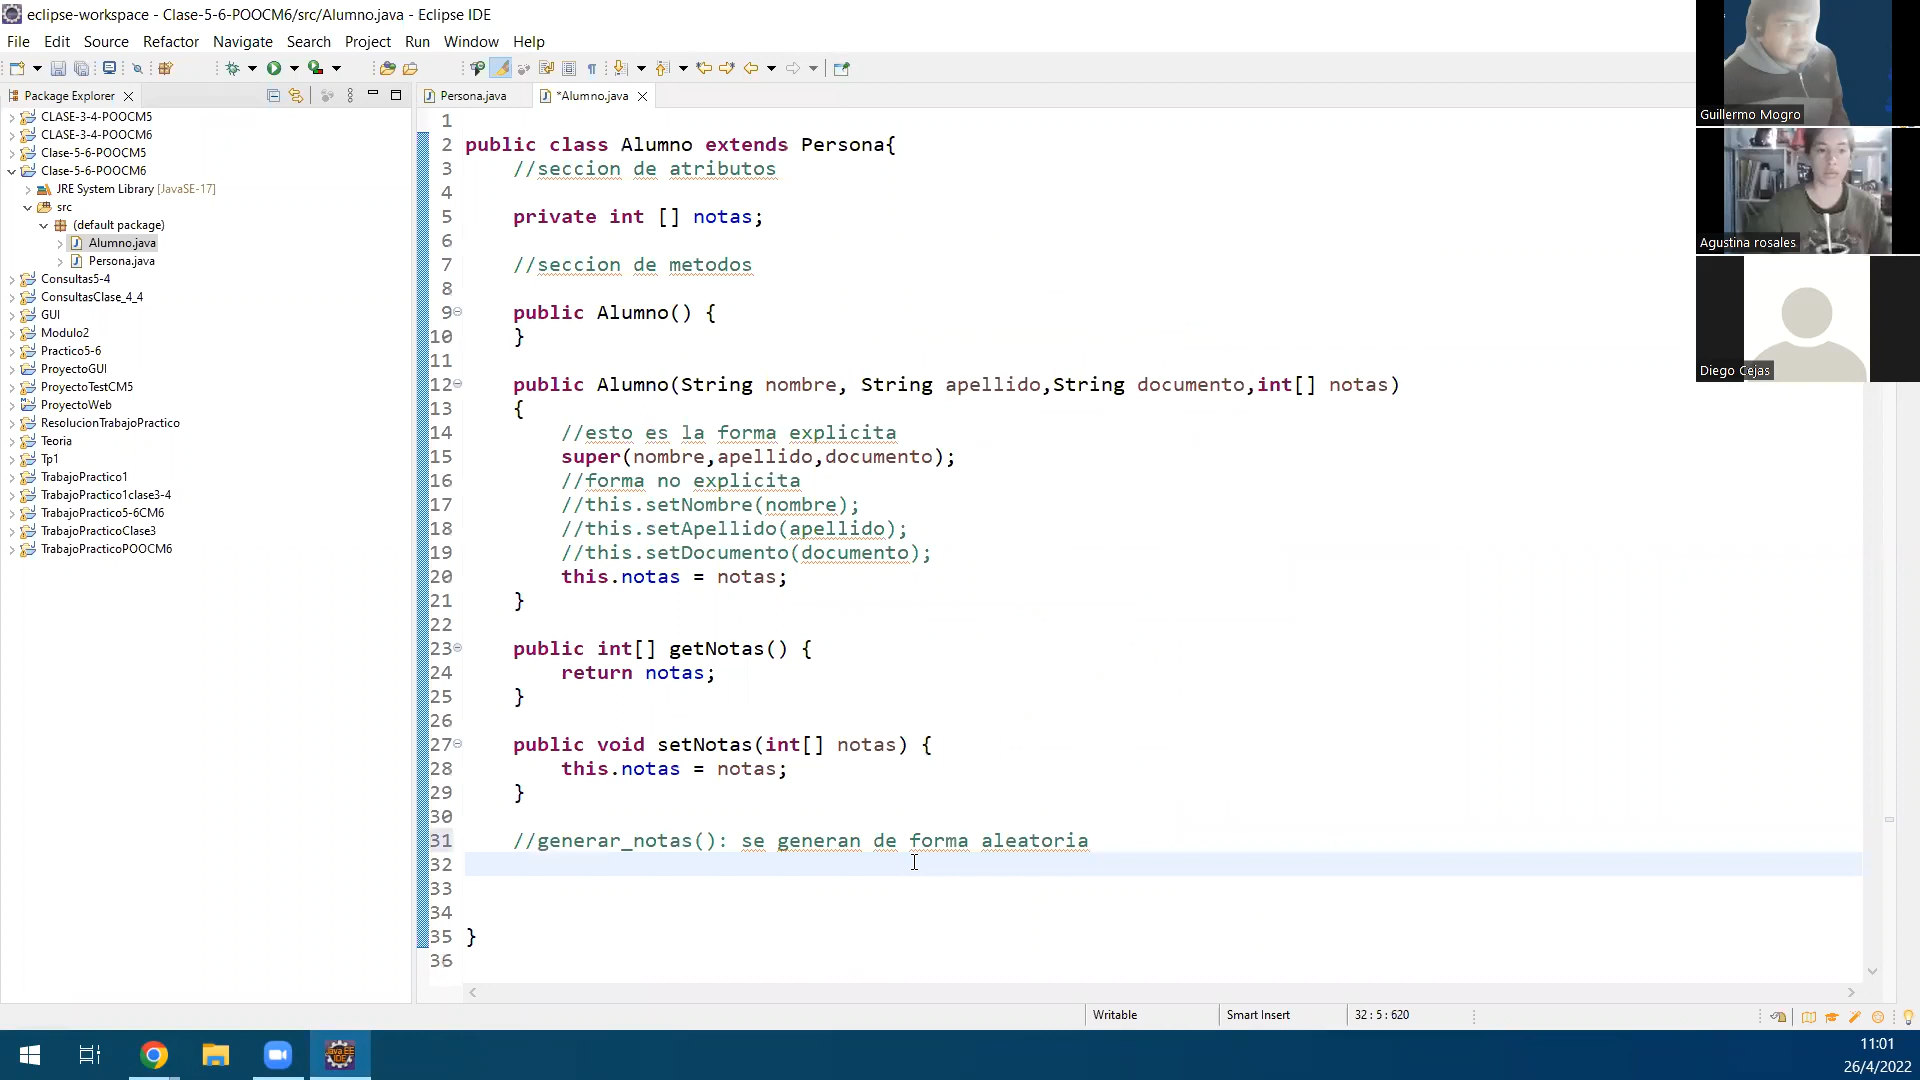 eclipse-workspace - Clase-5-6-POOCM6/src/Alumno.java - Eclipse IDE
File Edit Source Refactor Navigate Search Project Run Window Help
Package Explorer
Persona.java
*Alumno.java
CLASE-3-4-POOCM5
CLASE-3-4-POOCM6
Clase-5-6-POOCM5
Clase-5-6-POOCM6
JRE System Library [JavaSE-17]
src
(default package)
Alumno.java
Persona.java
Consultas5-4
ConsultasClase_4_4
GUI
Modulo2
Practico5-6
ProyectoGUI
ProyectoTestCM5
ProyectoWeb
ResolucionTrabajoPractico
Teoria
Tp1
TrabajoPractico1
TrabajoPractico1clase3-4
TrabajoPractico5-6CM6
TrabajoPracticoClase3
TrabajoPracticoPOOCM6
1
2 public class Alumno extends Persona{
3 //seccion de atributos
4
5 private int [] notas;
6
7 //seccion de metodos
8
9 public Alumno() {
10 }
11
12 public Alumno(String nombre, String apellido,String documento,int[] notas)
13 {
14 //esto es la forma explicita
15 super(nombre,apellido,documento);
16 //forma no explicita
17 //this.setNombre(nombre);
18 //this.setApellido(apellido);
19 //this.setDocumento(documento);
20 this.notas = notas;
21 }
22
23 public int[] getNotas() {
24 return notas;
25 }
26
27 public void setNotas(int[] notas) {
28 this.notas = notas;
29 }
30
31 //generar_notas(): se generan de forma aleatoria
32
33
34
35 }
36
Guillermo Mogro
Agustina rosales
Diego Cejas
Writable
Smart Insert
32 : 5 : 620
Java EE
IDE
11:01
26/4/2022